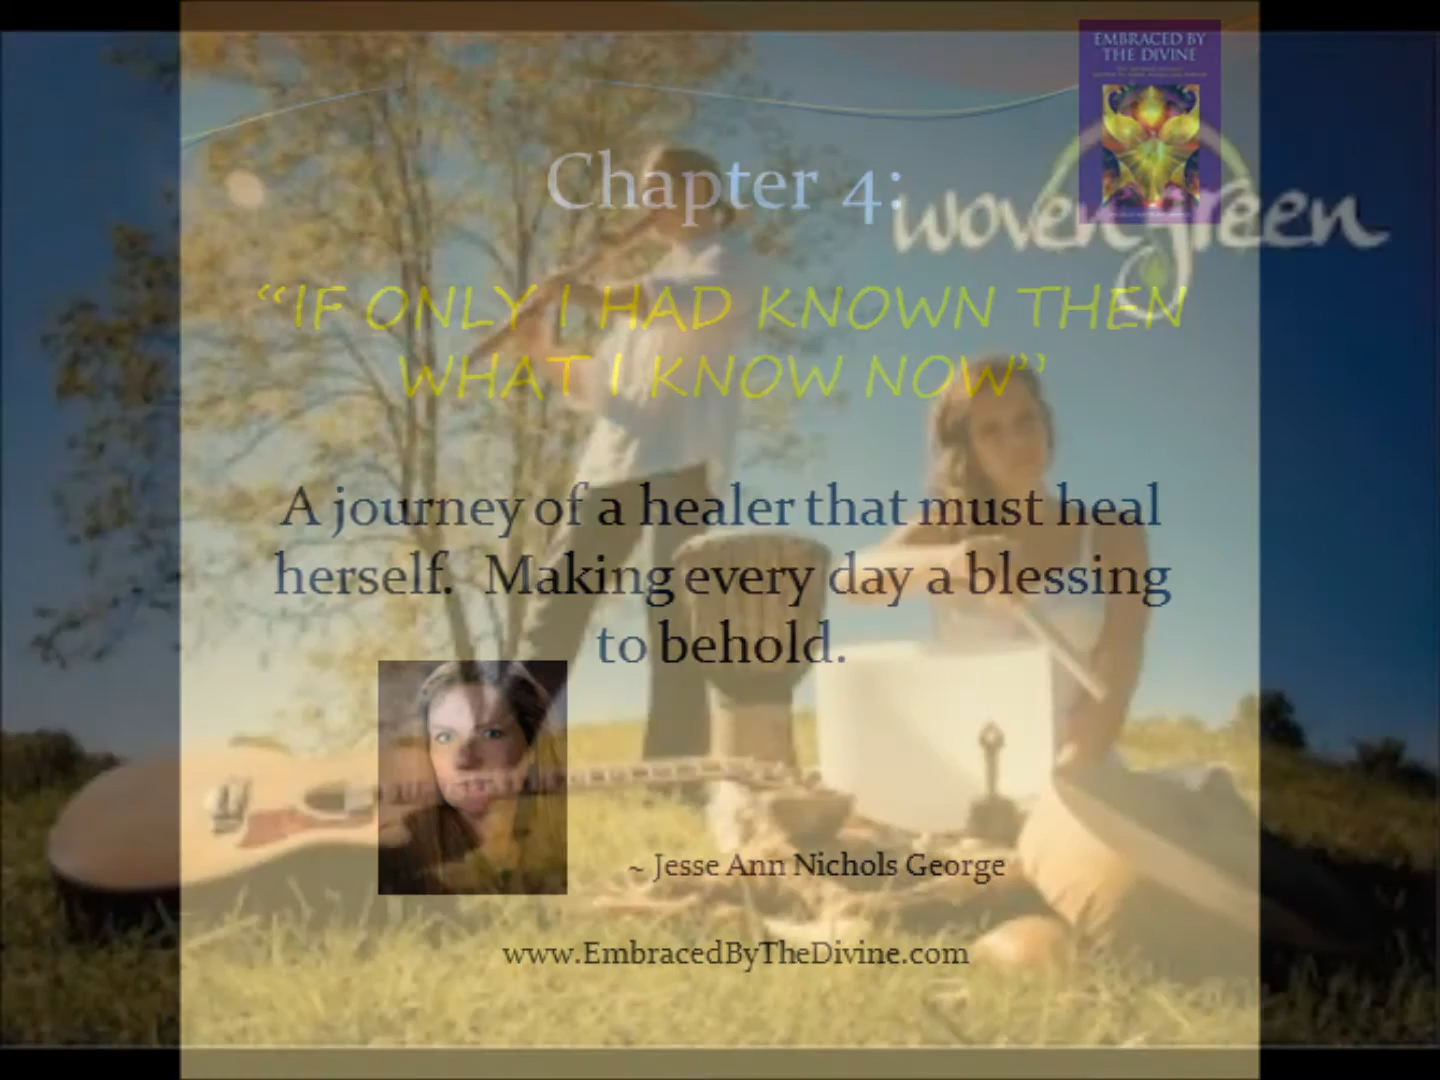 EMBRACED BY
THE DIVINE
Chapter 4:
woven green
“IF ONLY I HAD KNOWN THEN
WHAT I KNOW NOW”
A journey of a healer that must heal
herself. Making every day a blessing
to behold.
~ Jesse Ann Nichols George
www.EmbracedByTheDivine.com